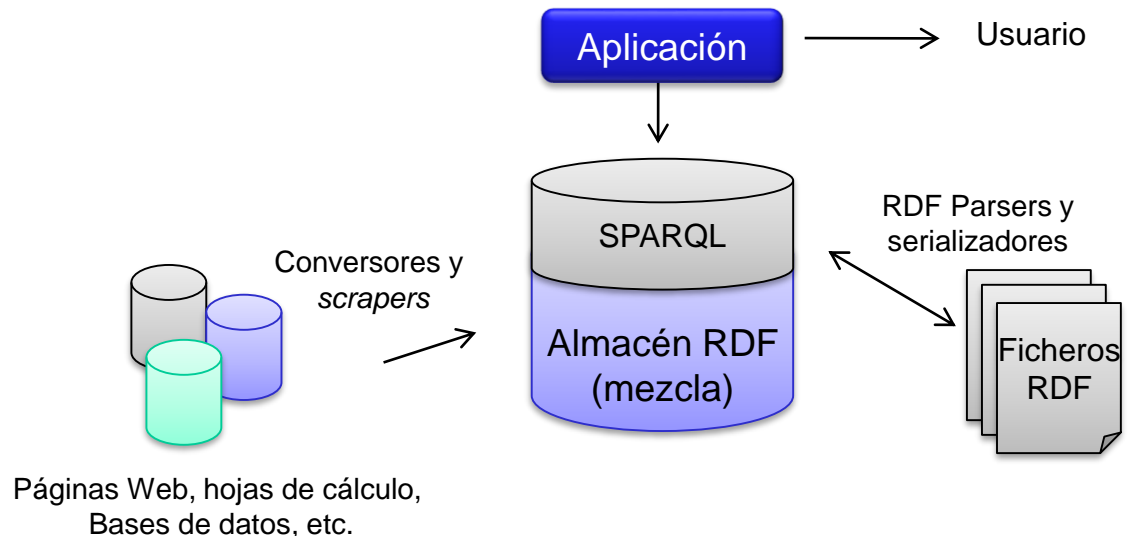 Aplicación
Usuario
SPARQL
RDF Parsers y
serializadores
Conversores y
scrapers
Almacén RDF
(mezcla)
Ficheros
RDF
Páginas Web, hojas de cálculo,
Bases de datos, etc.